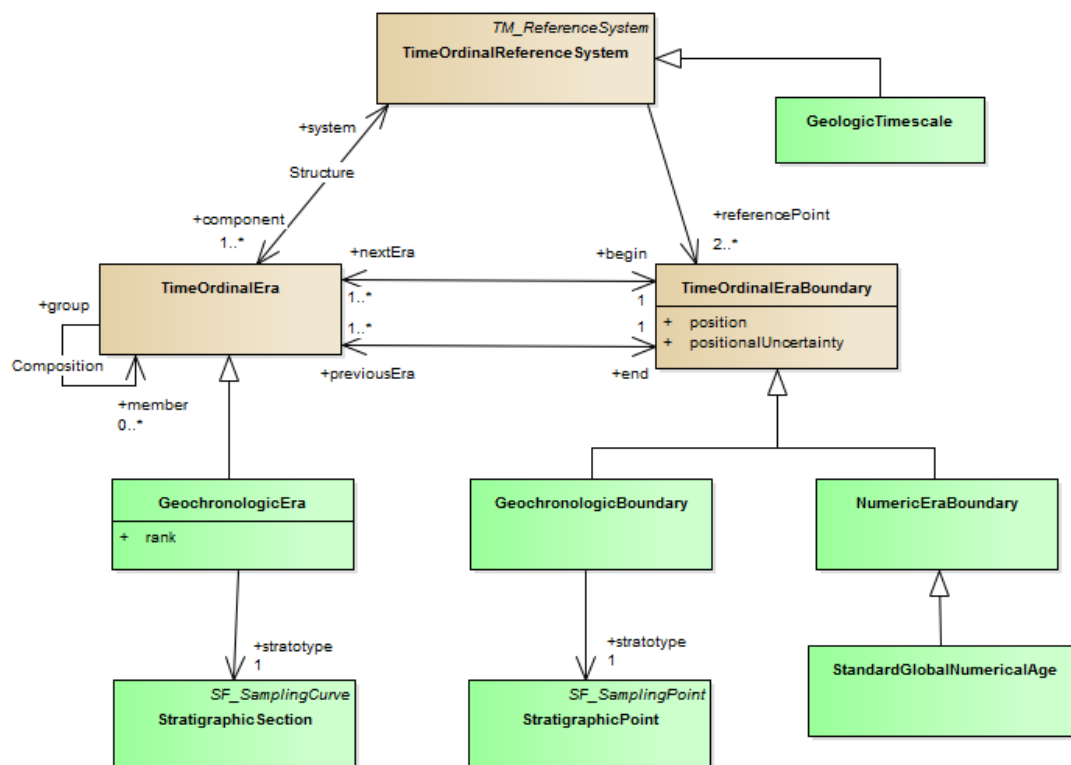 TM_ReferenceSystem
TimeOrdinalReferenceSystem
GeologicTimescale
+system
Structure
+component
1..*
+referencePoint
2..*
+nextEra
+begin
TimeOrdinalEra
TimeOrdinalEraBoundary
+group
1..*
1
+ position
+ positionalUncertainty
1..*
1
Composition
+previousEra
+end
+member
0..*
GeochronologicEra
+ rank
GeochronologicBoundary
NumericEraBoundary
+stratotype
1
+stratotype
1
StandardGlobalNumericalAge
SF_SamplingCurve
StratigraphicSection
SF_SamplingPoint
StratigraphicPoint